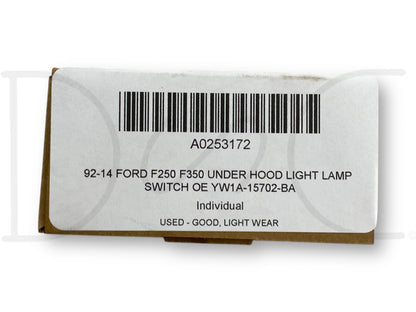 A0253172
92-14 FORD F250 F350 UNDER HOOD LIGHT LAMP
SWITCH OE YW1A-15702-BA
Individual
USED - GOOD, LIGHT WEAR